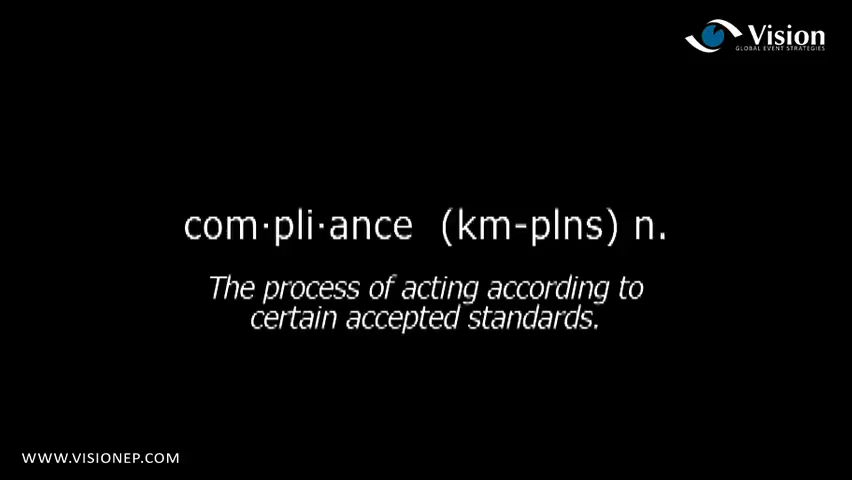 Vision
GLOBAL EVENT STRATEGIES
com·pli·ance (km-plns) n.
The process of acting according to
certain accepted standards.
WWW.VISIONEP.COM